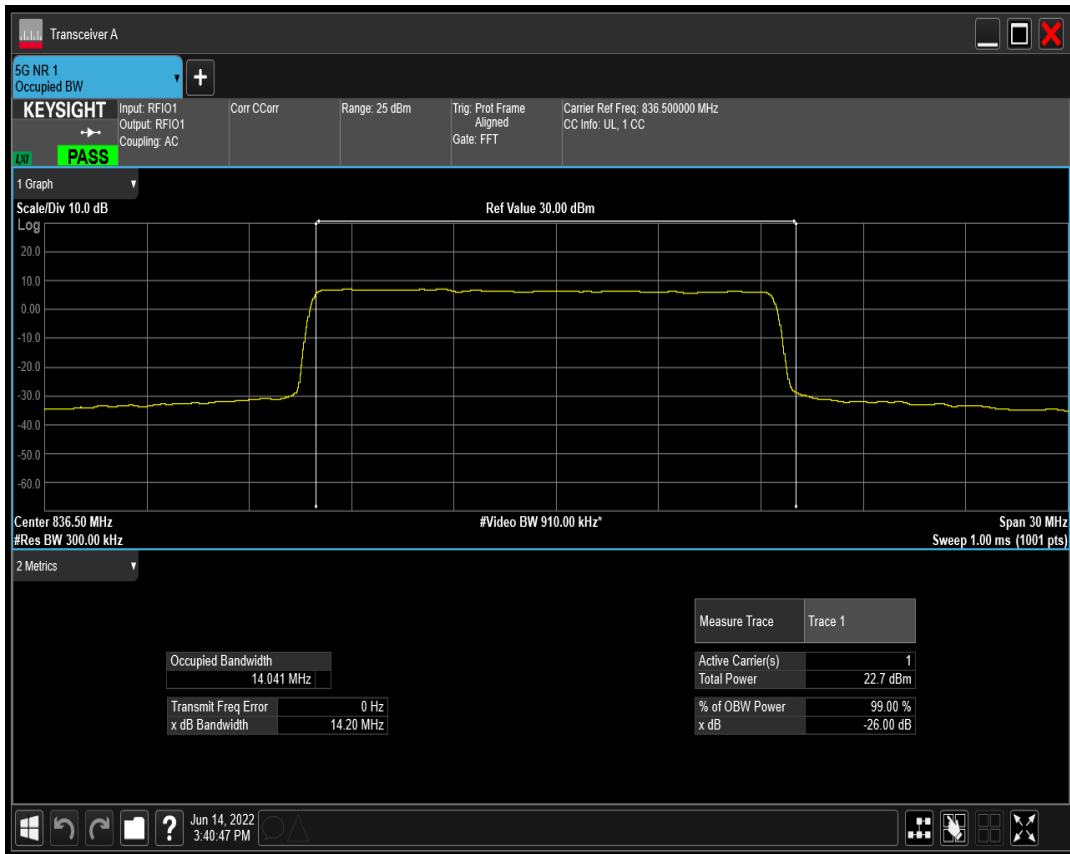 Transceiver A
5G NR 1
Occupied BW
+
KEYSIGHT
LXI
PASS
Input: RFIO1
Output: RFIO1
Coupling: AC
Corr CCorr
Range: 25 dBm
Trig: Prot Frame
Aligned
Gate: FFT
Carrier Ref Freq: 836.500000 MHz
CC Info: UL, 1 CC
1 Graph
Scale/Div 10.0 dB
Ref Value 30.00 dBm
Log
20.0
10.0
0.00
-10.0
-20.0
-30.0
-40.0
-50.0
-60.0
Center 836.50 MHz
#Video BW 910.00 kHz*
Span 30 MHz
#Res BW 300.00 kHz
Sweep 1.00 ms (1001 pts)
2 Metrics
Measure Trace Trace 1
Occupied Bandwidth
14.041 MHz
Transmit Freq Error 0 Hz
x dB Bandwidth 14.20 MHz
Active Carrier(s) 1
Total Power 22.7 dBm
% of OBW Power 99.00 %
x dB -26.00 dB
?
Jun 14, 2022
3:40:47 PM